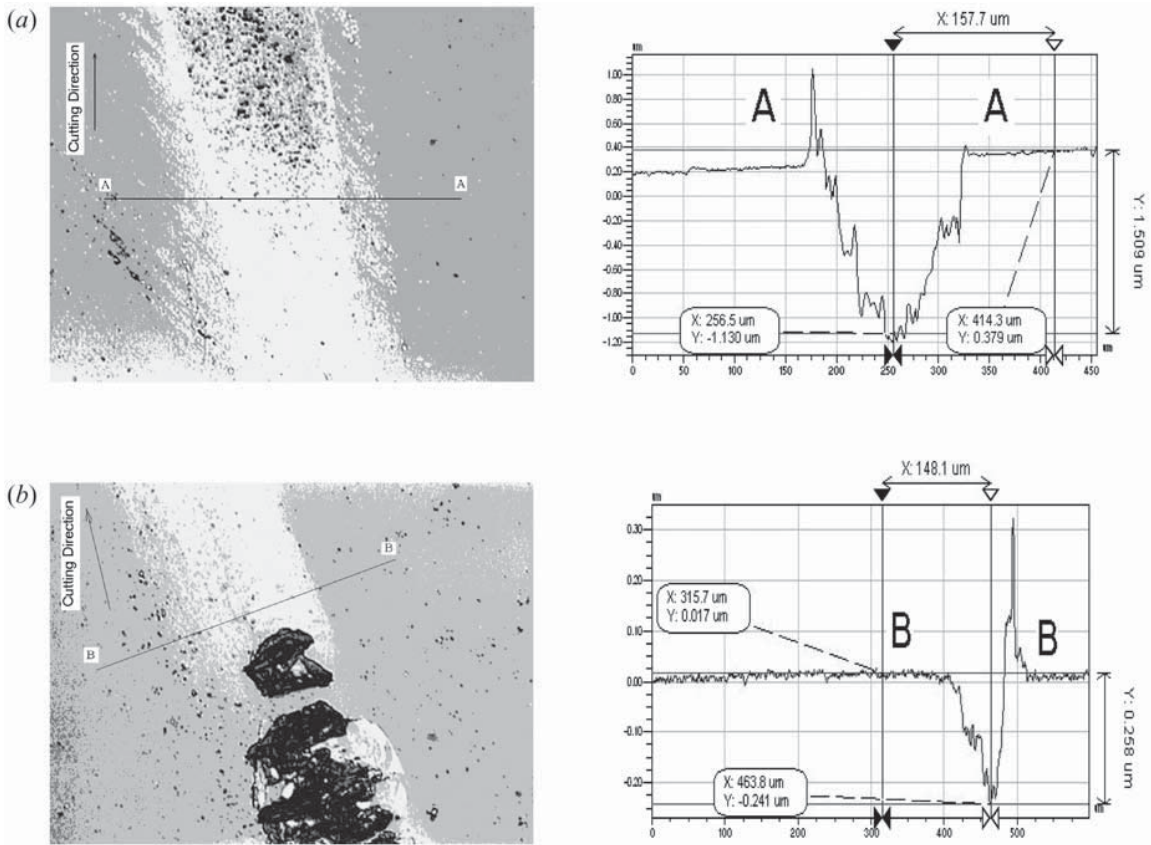 (a)
Cutting Direction
A
A
X: 157.7 um
um
1.00
0.80
0.60
0.40
0.20
0.00
-0.20
-0.40
-0.60
-0.80
-1.00
-1.20
A
A
X: 256.5 um
Y: -1.130 um
X: 414.3 um
Y: 0.379 um
Y: 1.509 um
um
0
50
100
150
200
250
300
350
400
450
(b)
Cutting Direction
B
B
X: 148.1 um
um
0.30
0.20
0.10
0.00
-0.10
-0.20
X: 315.7 um
Y: 0.017 um
B
B
X: 463.8 um
Y: -0.241 um
Y: 0.258 um
um
0
100
200
300
400
500